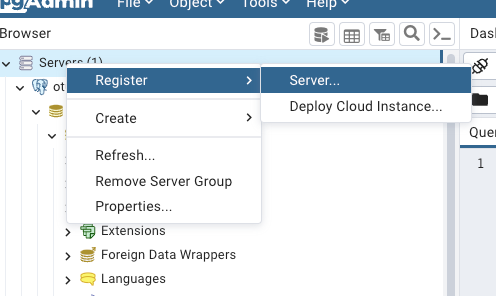 pgAdmin
File Object Tools Help
Browser
Das
Servers (1)
Register
Server...
ot
Deploy Cloud Instance...
Create
Que
1
Refresh...
Remove Server Group
Properties...
Extensions
Foreign Data Wrappers
Languages